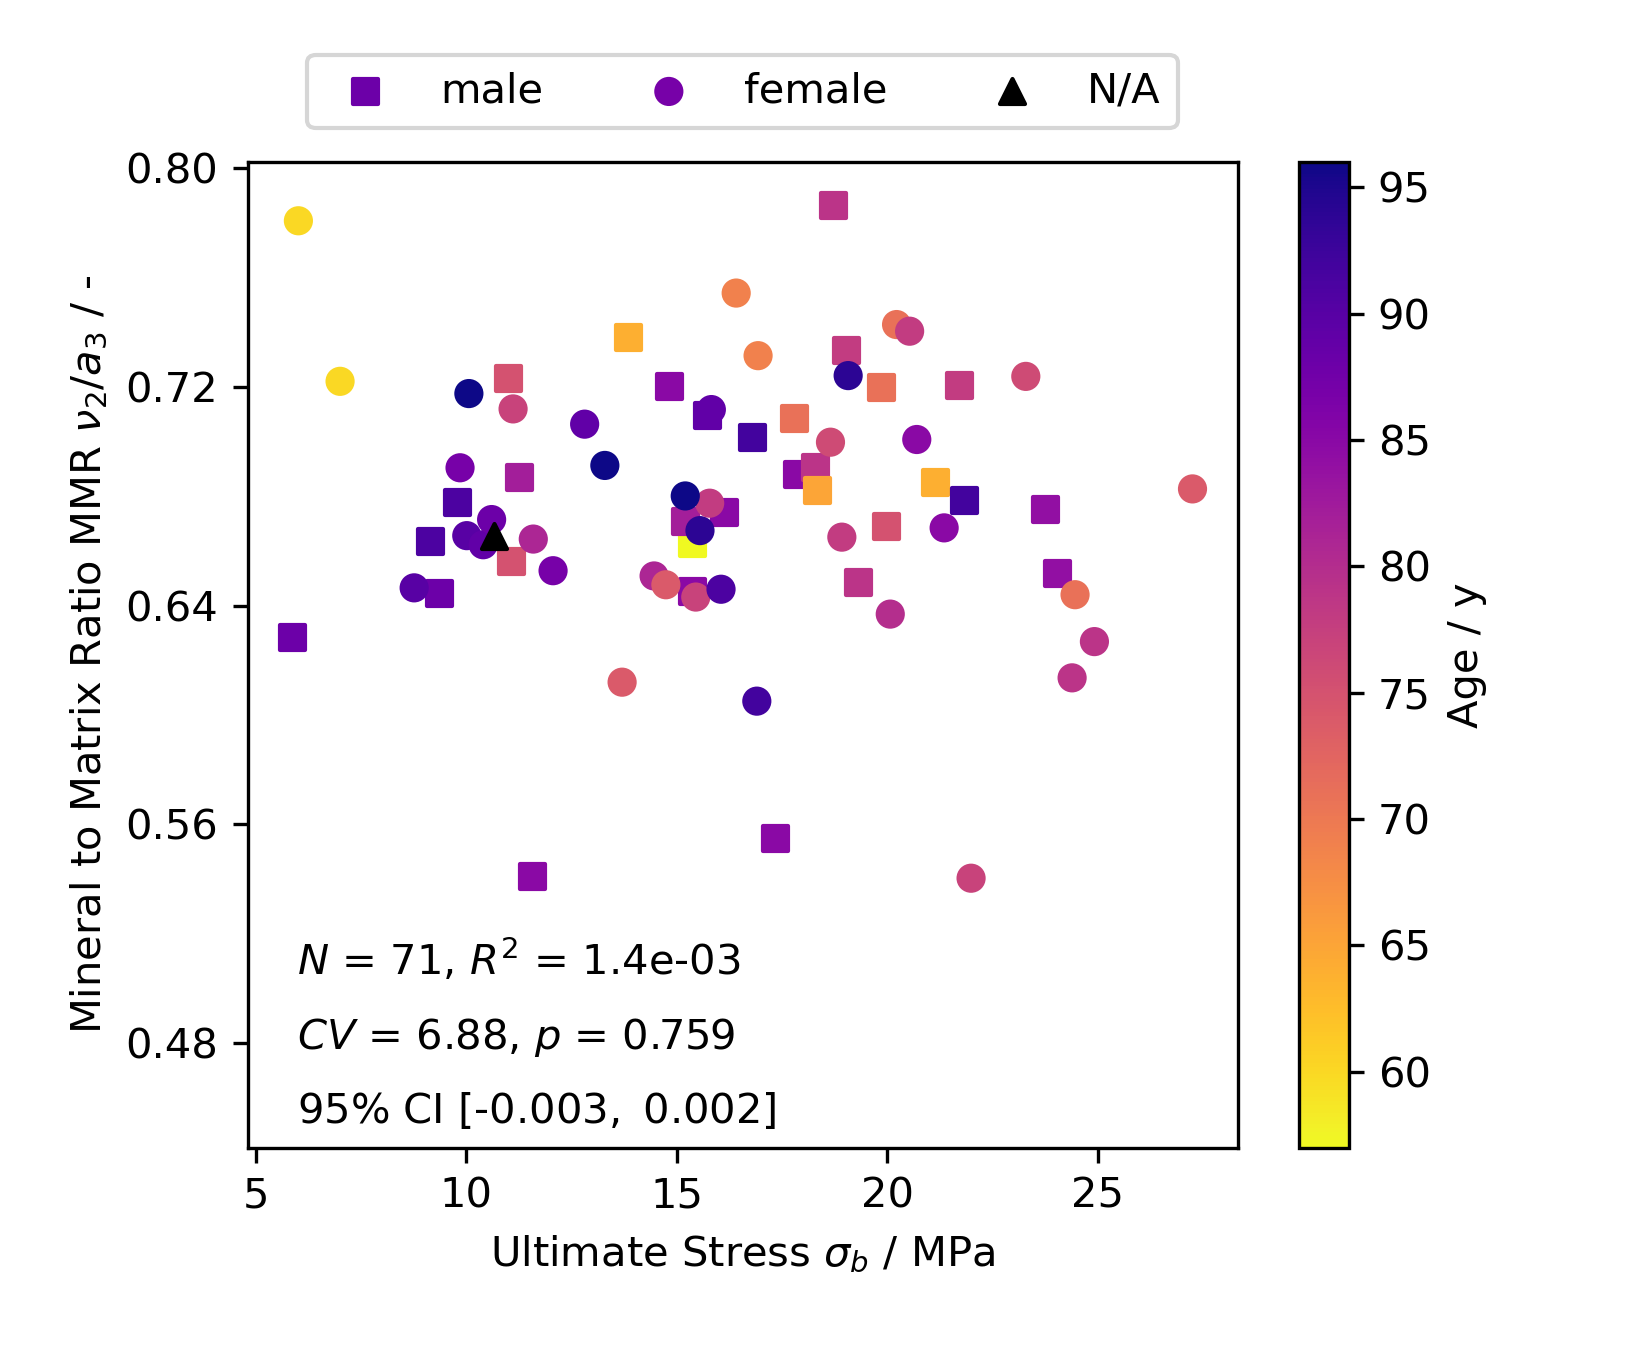 male female N/A
0.80
0.72
0.64
0.56
0.48
Mineral to Matrix Ratio MMR ν₂/a₃ / -
N = 71, R² = 1.4e-03
CV = 6.88, p = 0.759
95% CI [-0.003, 0.002]
5 10 15 20 25
Ultimate Stress σ_b / MPa
95
90
85
80
75
70
65
60
Age / y